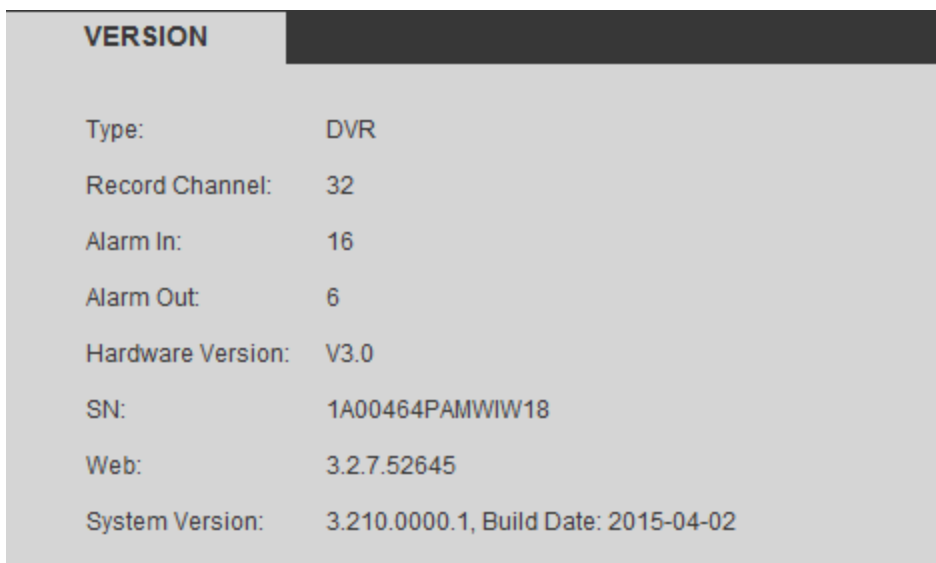 VERSION
Type: DVR
Record Channel: 32
Alarm In: 16
Alarm Out: 6
Hardware Version: V3.0
SN: 1A00464PAMWIW18
Web: 3.2.7.52645
System Version: 3.210.0000.1, Build Date: 2015-04-02